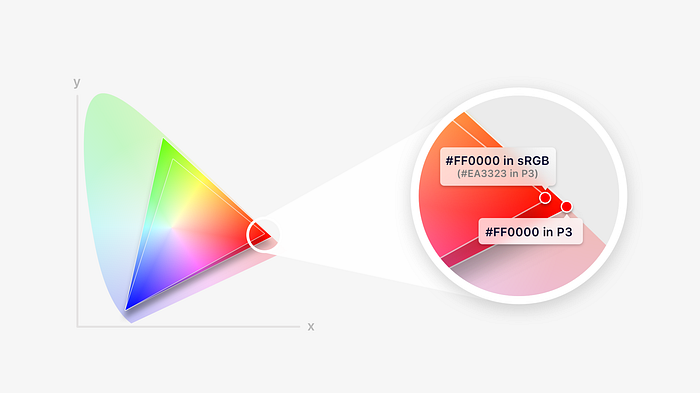 y
#FF0000 in sRGB
(#EA3323 in P3)
#FF0000 in P3
x